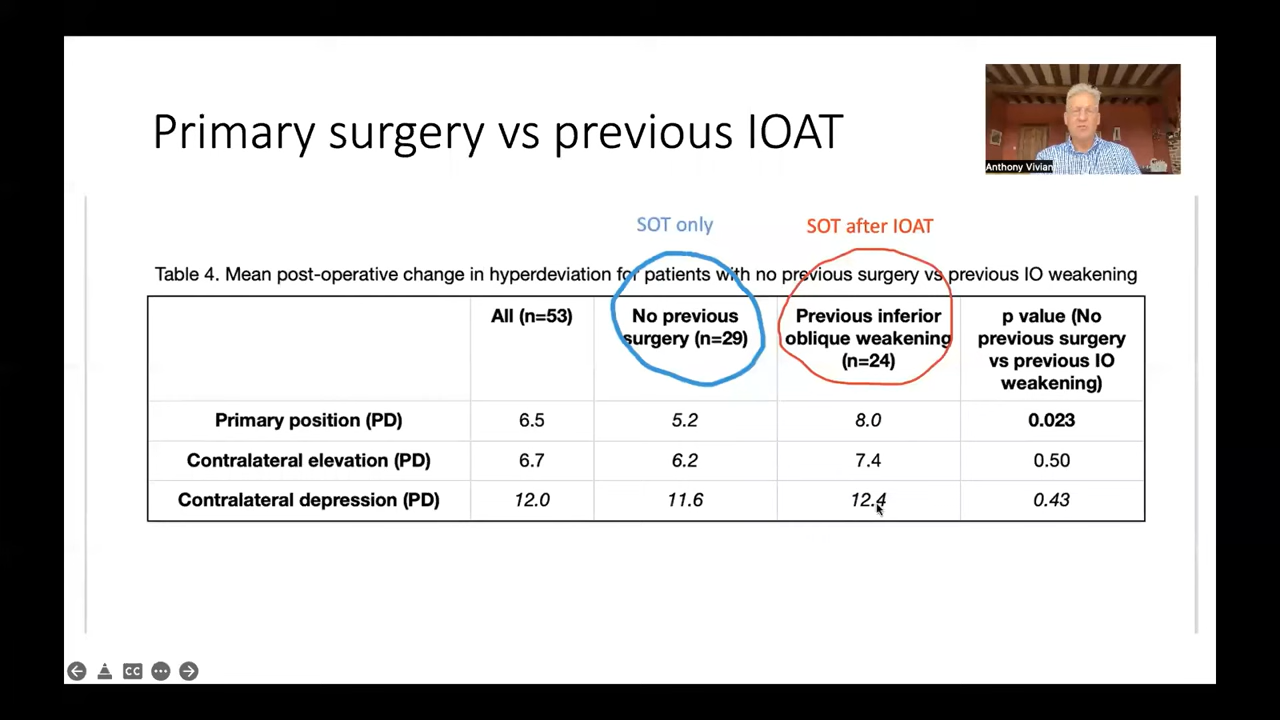 Primary surgery vs previous IOAT
Anthony Vivian
SOT only
SOT after IOAT
Table 4. Mean post-operative change in hyperdeviation for patients with no previous surgery vs previous IO weakening
All (n=53)
No previous
surgery (n=29)
Previous inferior
oblique weakening
(n=24)
p value (No
previous surgery
vs previous IO
weakening)
Primary position (PD) 6.5 5.2 8.0 0.023
Contralateral elevation (PD) 6.7 6.2 7.4 0.50
Contralateral depression (PD) 12.0 11.6 12.4 0.43
CC